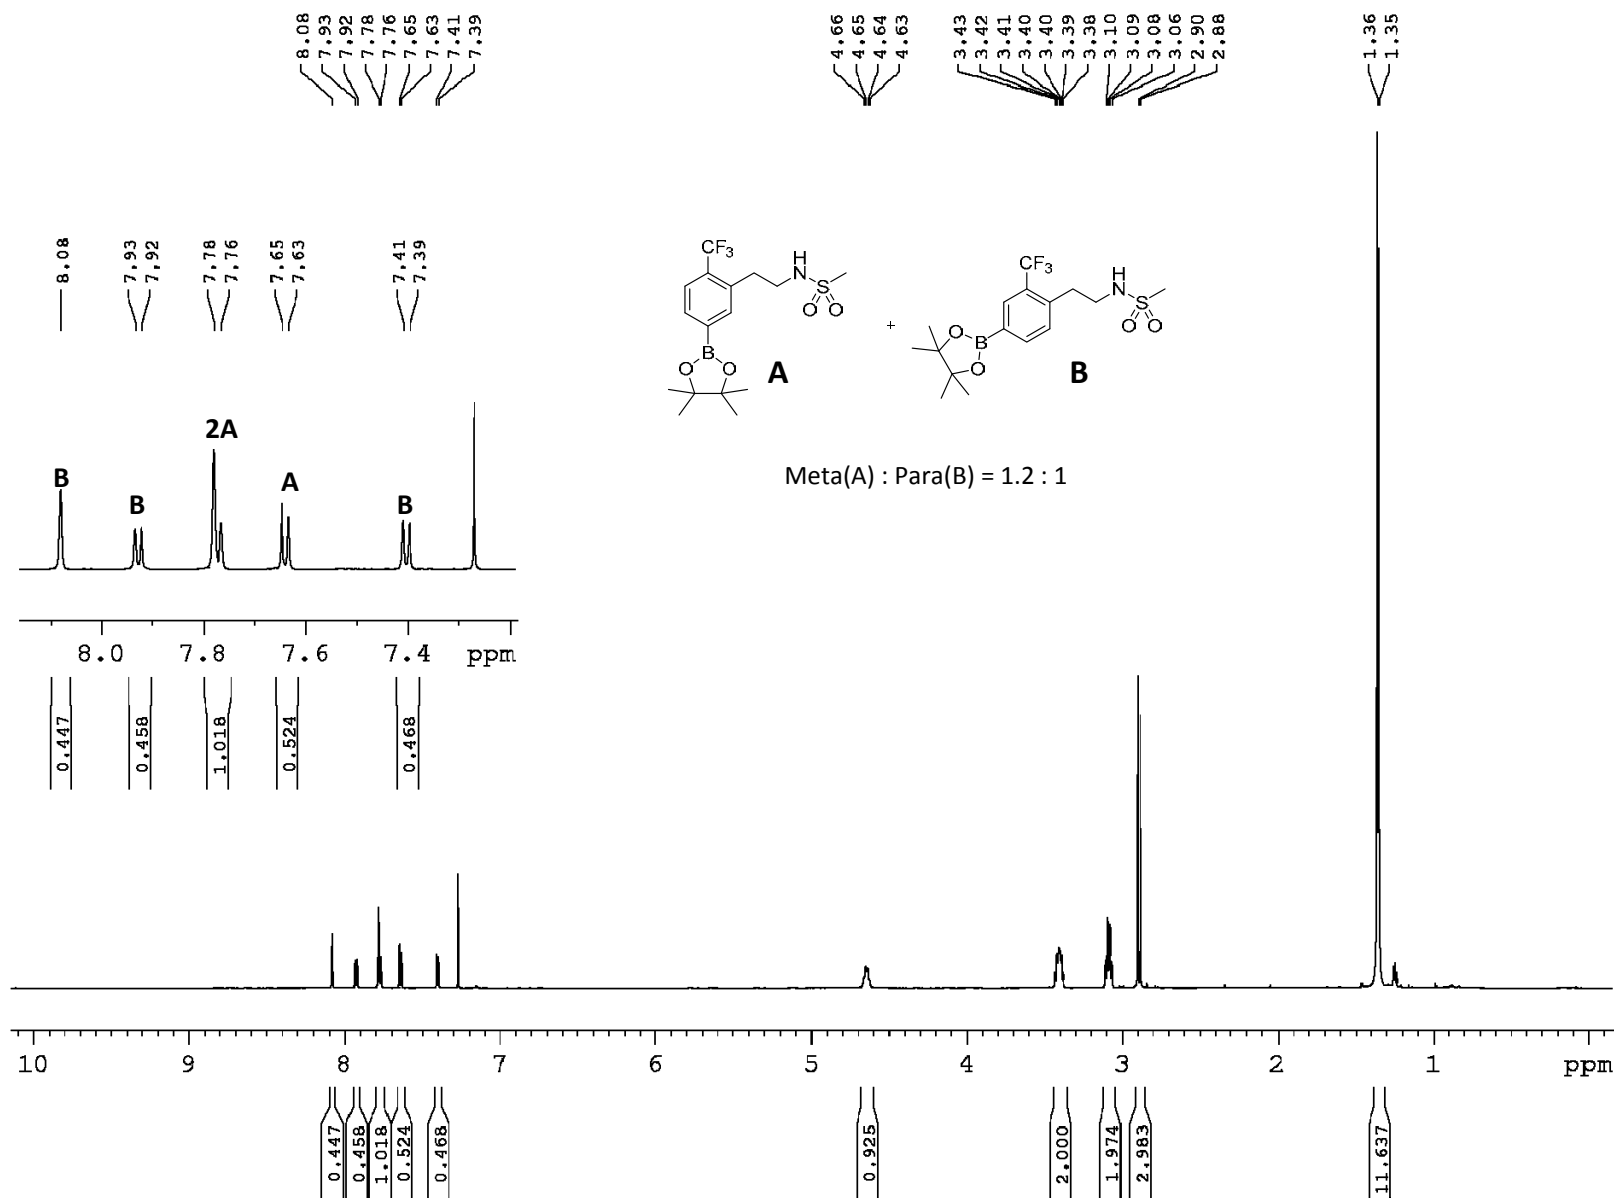 8.08
7.93
7.92
7.78
7.76
7.65
7.63
7.41
7.39
4.66
4.65
4.64
4.63
3.43
3.42
3.41
3.40
3.40
3.39
3.38
3.10
3.09
3.08
3.06
2.90
2.88
1.36
1.35
8.08
7.93
7.92
7.78
7.76
7.65
7.63
7.41
7.39
CF3
H
N
S
O O
B
O O
A
+
CF3
H
N
S
O O
O
B
O
B
Meta(A) : Para(B) = 1.2 : 1
B
B
2A
A
B
8.0 7.8 7.6 7.4 ppm
0.447
0.458
1.018
0.524
0.468
10 9 8 7 6 5 4 3 2 1 ppm
0.447
0.458
1.018
0.524
0.468
0.925
2.000
1.974
2.983
11.637